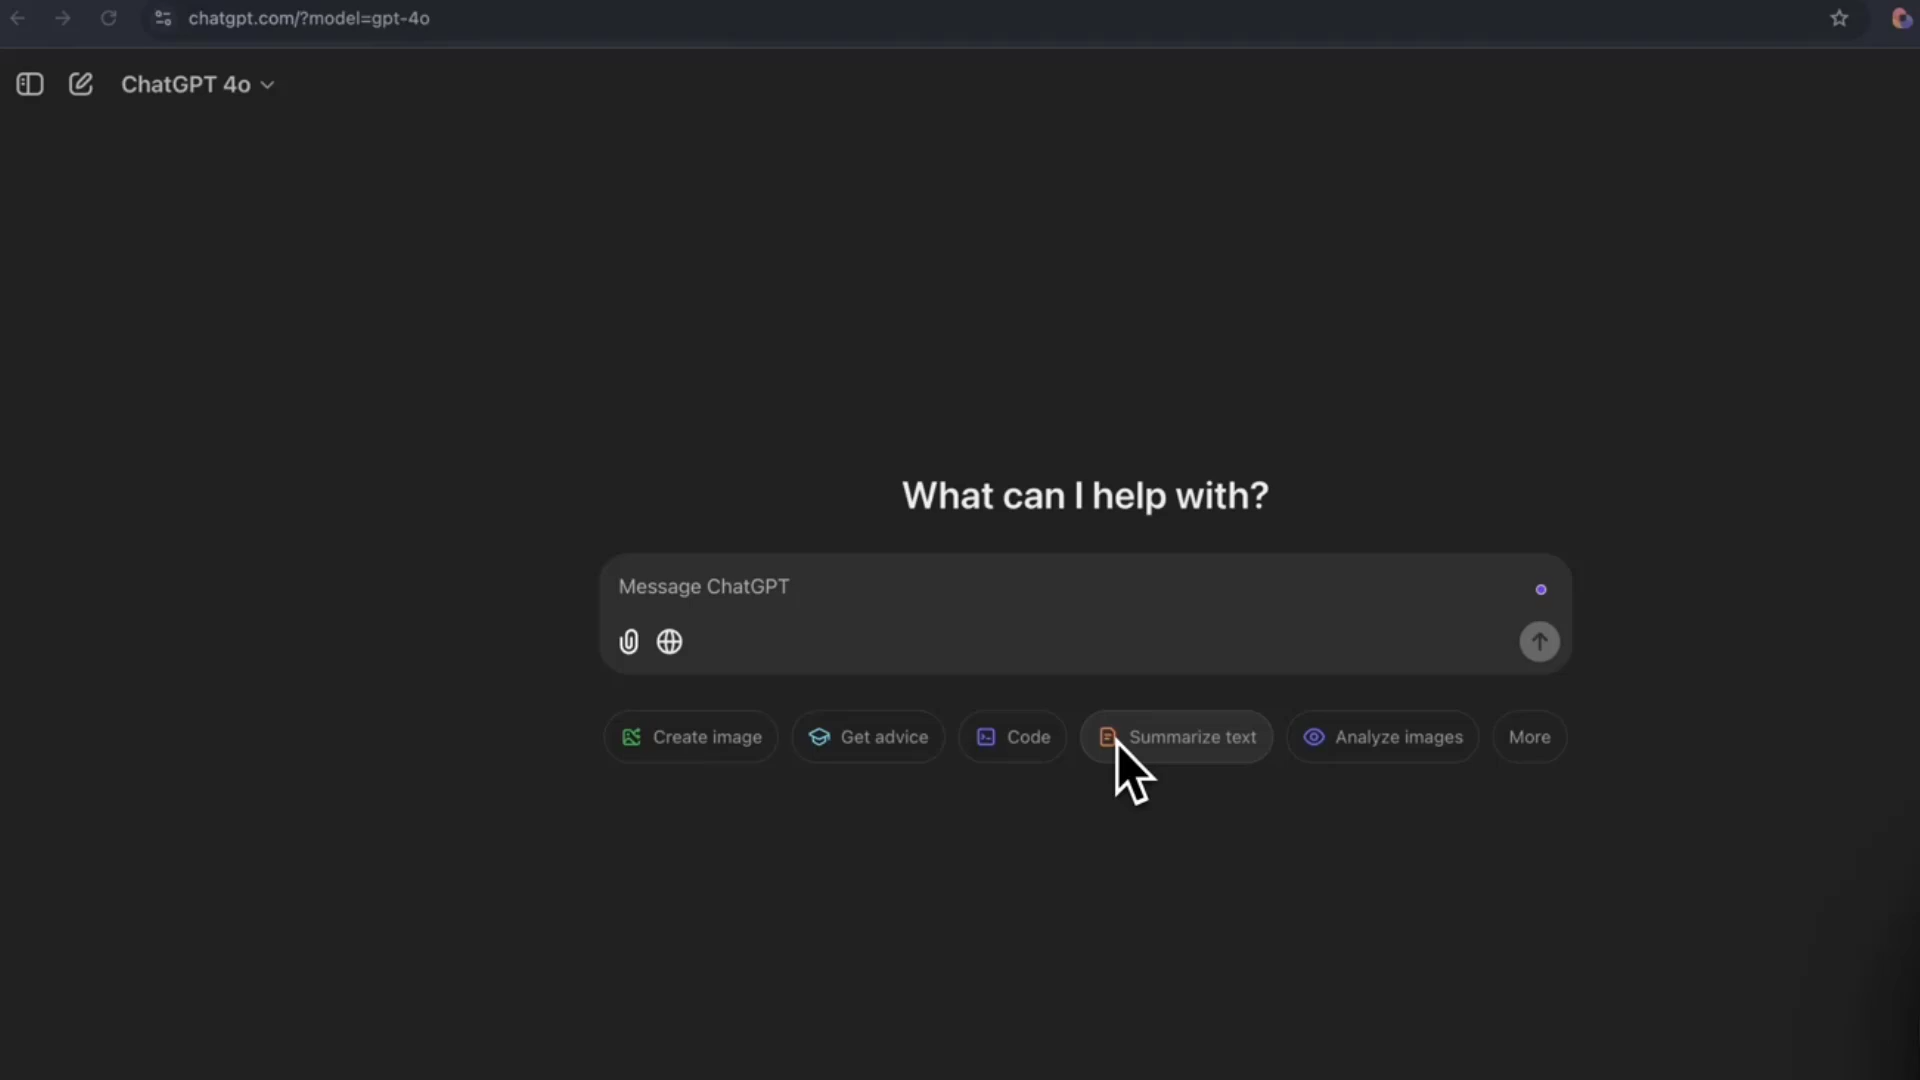 chatgpt.com/?model=gpt-4o
ChatGPT 4o
What can I help with?
Message ChatGPT
Create image
Get advice
Code
Summarize text
Analyze images
More